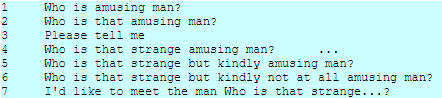 1 Who is amusing man?
2 Who is that amusing man?
3 Please tell me
4 Who is that strange amusing man? ...
5 Who is that strange but kindly amusing man?
6 Who is that strange but kindly not at all amusing man?
7 I'd like to meet the man Who is that strange...?